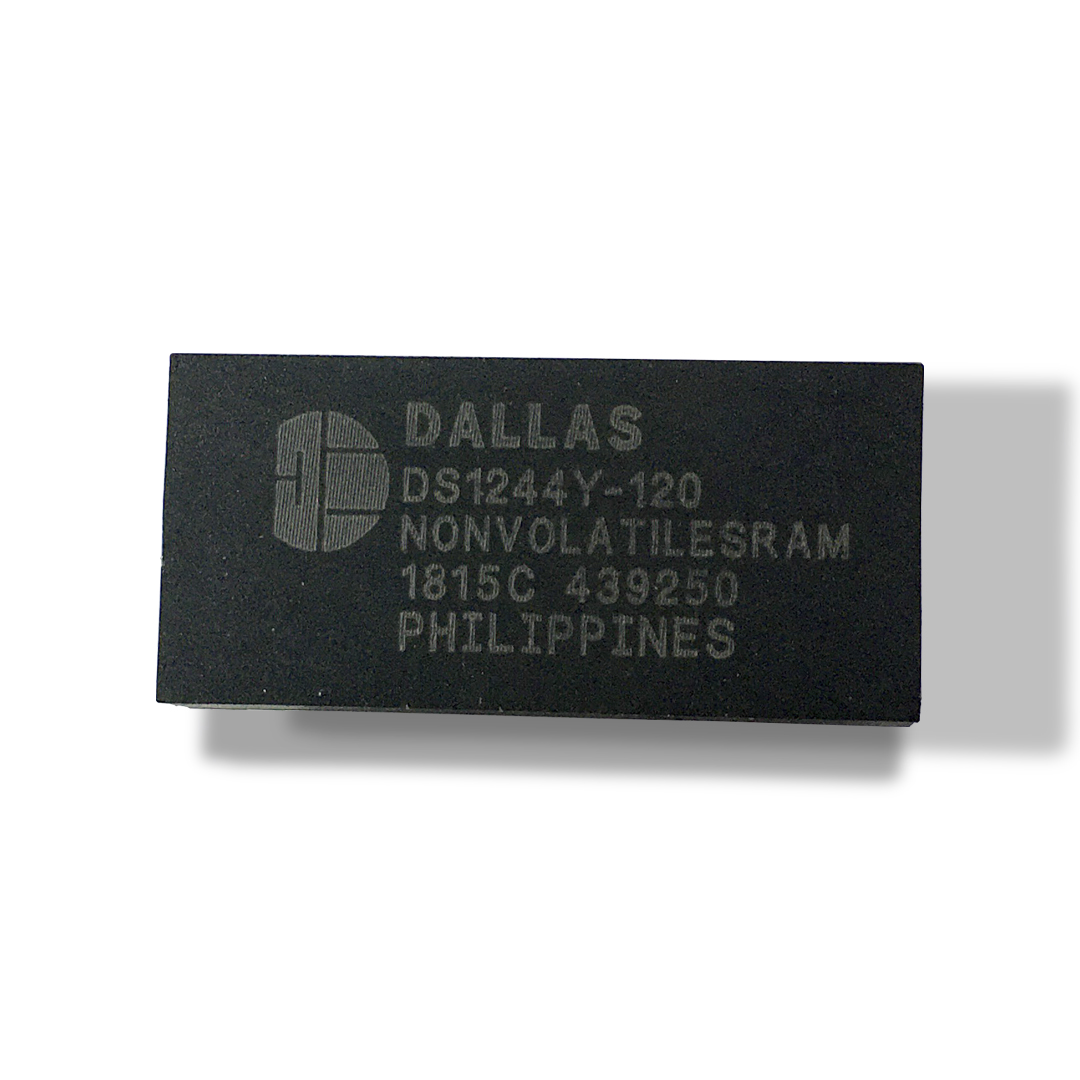 DALLAS
DS1244Y-120
NONVOLATILESRAM
1815C 439250
PHILIPPINES